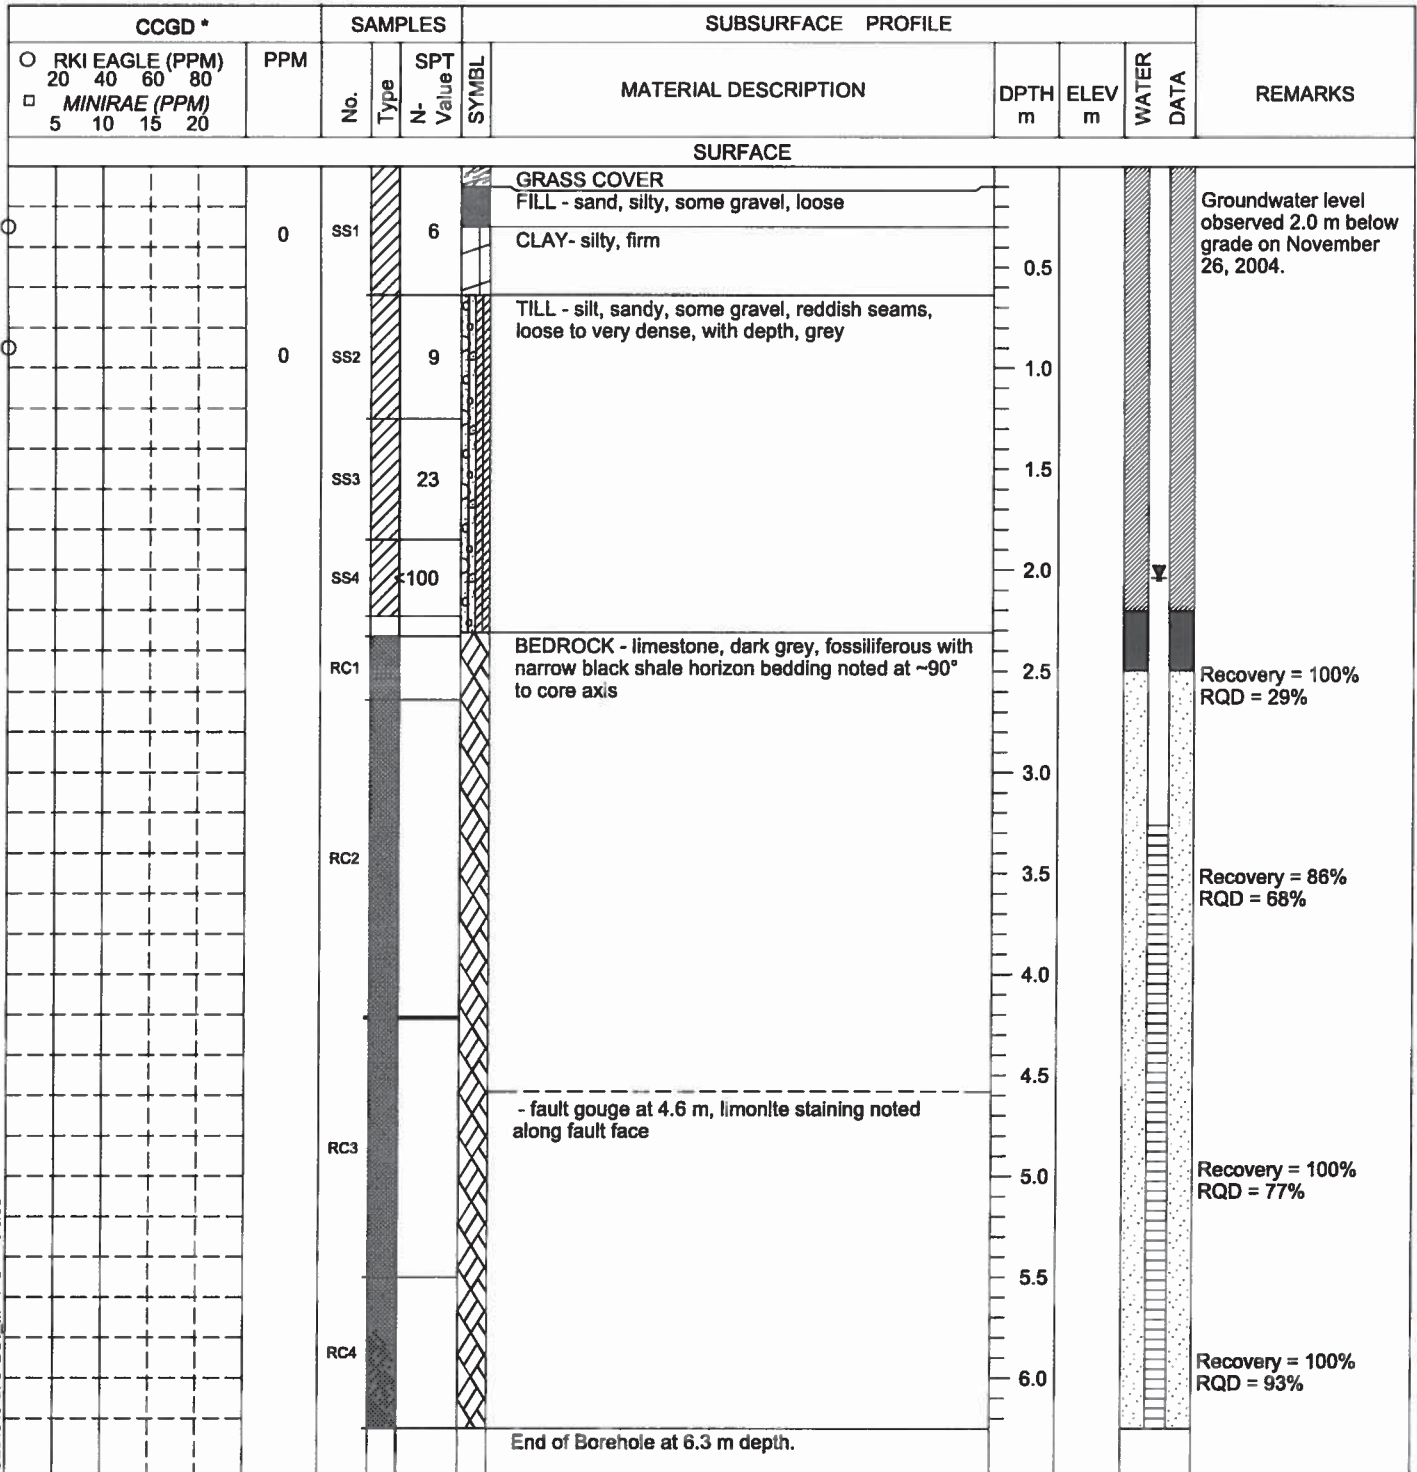 CCGD *
SAMPLES
SUBSURFACE PROFILE
RKI EAGLE (PPM)
20 40 60 80
MINIRAE (PPM)
5 10 15 20
PPM
No.
Type
SPT
N-Value
SYMBL
MATERIAL DESCRIPTION
DPTH
m
ELEV
m
WATER
DATA
REMARKS
SURFACE
GRASS COVER
FILL - sand, silty, some gravel, loose
CLAY- silty, firm
0 SS1 6
0.5
Groundwater level
observed 2.0 m below
grade on November
26, 2004.
TILL - silt, sandy, some gravel, reddish seams,
loose to very dense, with depth, grey
0 SS2 9
1.0
SS3 23
1.5
SS4 <100
2.0
BEDROCK - limestone, dark grey, fossiliferous with
narrow black shale horizon bedding noted at ~90°
to core axis
RC1
2.5
Recovery = 100%
RQD = 29%
3.0
RC2
3.5
Recovery = 86%
RQD = 68%
4.0
4.5
- fault gouge at 4.6 m, limonite staining noted
along fault face
RC3
5.0
Recovery = 100%
RQD = 77%
5.5
RC4
6.0
Recovery = 100%
RQD = 93%
End of Borehole at 6.3 m depth.